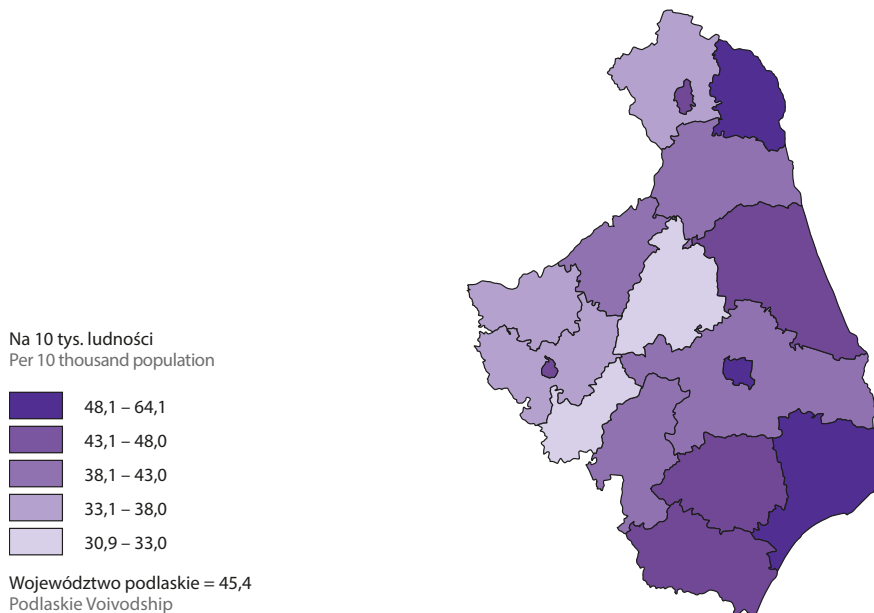 Na 10 tys. ludności
Per 10 thousand population
48,1 – 64,1
43,1 – 48,0
38,1 – 43,0
33,1 – 38,0
30,9 – 33,0
Województwo podlaskie = 45,4
Podlaskie Voivodship